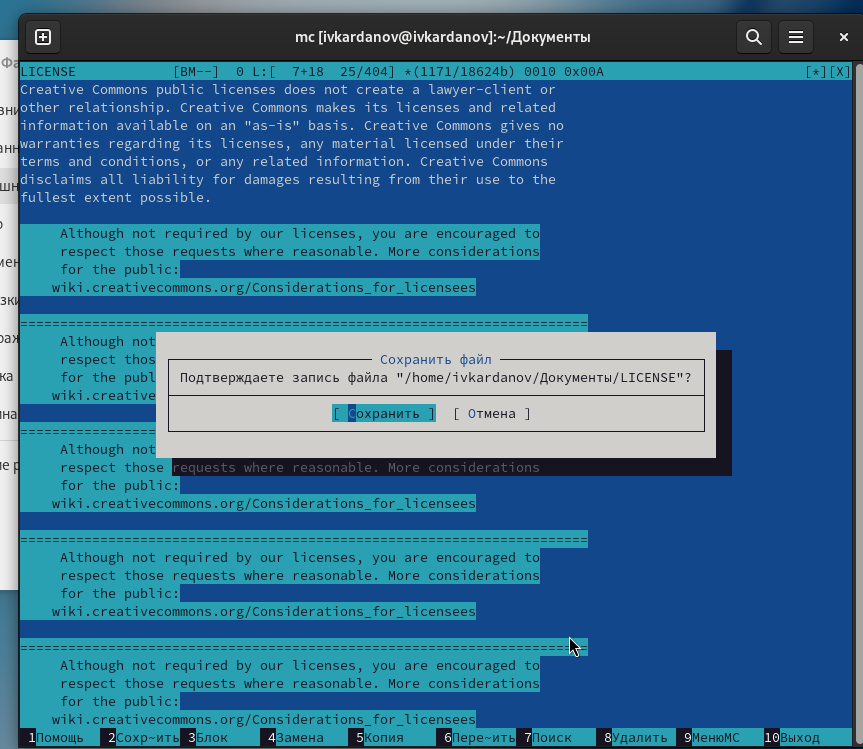 mc [ivkardanov@ivkardanov]:~/Документы
LICENSE [BM--] 0 L:[ 7+18 25/404] *(1171/18624b) 0010 0x00A [*][X]
Creative Commons public licenses does not create a lawyer-client or
other relationship. Creative Commons makes its licenses and related
information available on an "as-is" basis. Creative Commons gives no
warranties regarding its licenses, any material licensed under their
terms and conditions, or any related information. Creative Commons
disclaims all liability for damages resulting from their use to the
fullest extent possible.
Although not required by our licenses, you are encouraged to
respect those requests where reasonable. More considerations
for the public:
wiki.creativecommons.org/Considerations_for_licensees
=======================================================================
Although not
respect thos
for the publ
wiki.creative
Сохранить файл
Подтверждаете запись файла "/home/ivkardanov/Документы/LICENSE"?
[ Сохранить ] [ Отмена ]
Although not
respect those requests where reasonable. More considerations
for the public:
wiki.creativecommons.org/Considerations_for_licensees
=======================================================================
Although not required by our licenses, you are encouraged to
respect those requests where reasonable. More considerations
for the public:
wiki.creativecommons.org/Considerations_for_licensees
=======================================================================
Although not required by our licenses, you are encouraged to
respect those requests where reasonable. More considerations
for the public:
wiki.creativecommons.org/Considerations_for_licensees
1Помощь 2Сохр~ить 3Блок 4Замена 5Копия 6Пере~ить 7Поиск 8Удалить 9МенюМС 10Выход